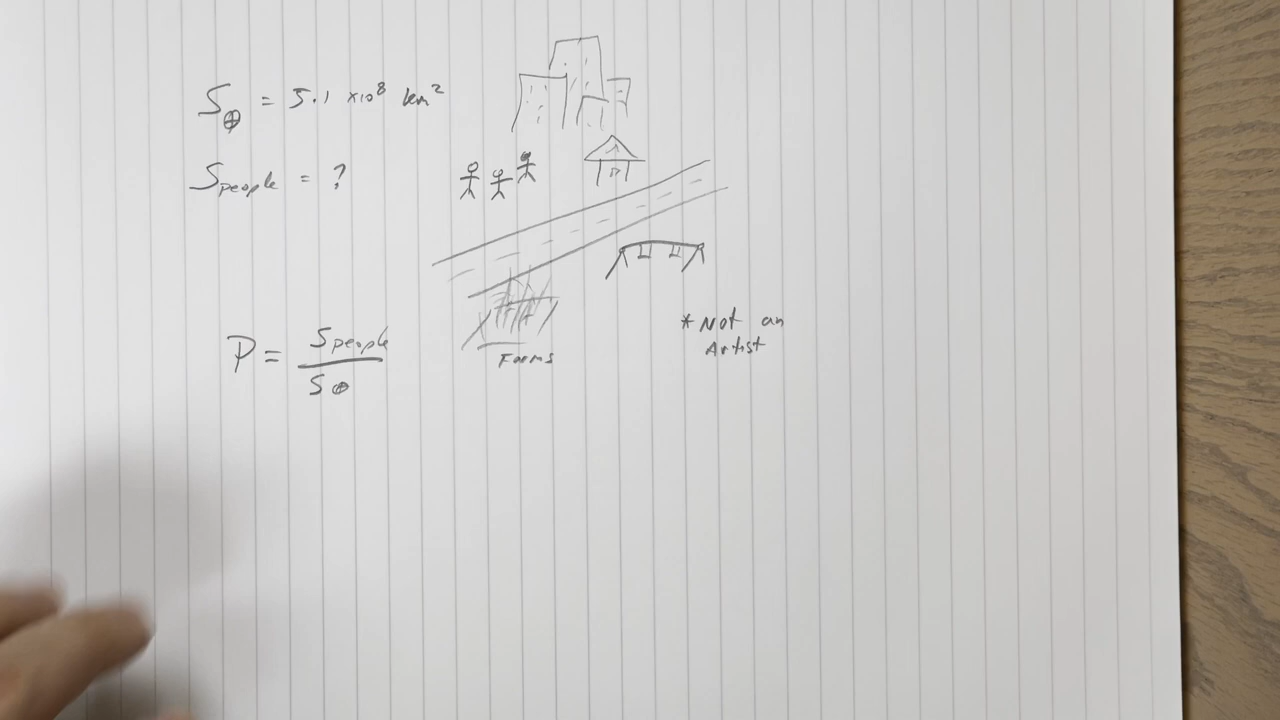 S⊕ = 5.1 ×10⁸ km²
Speople = ?
P = Speople
S⊕
Farms
* Not an
Artist